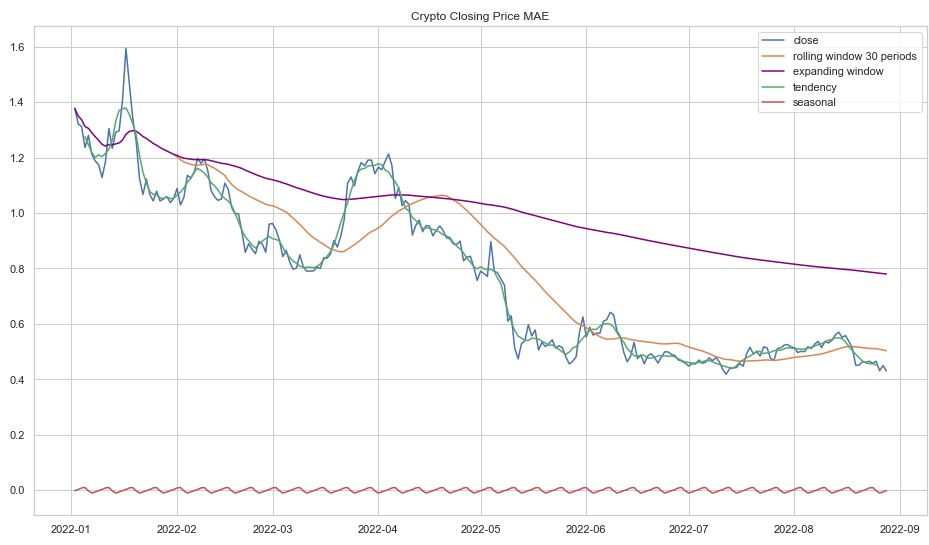 Crypto Closing Price MAE
close
rolling window 30 periods
expanding window
tendency
seasonal
1.6
1.4
1.2
1.0
0.8
0.6
0.4
0.2
0.0
2022-01 2022-02 2022-03 2022-04 2022-05 2022-06 2022-07 2022-08 2022-09